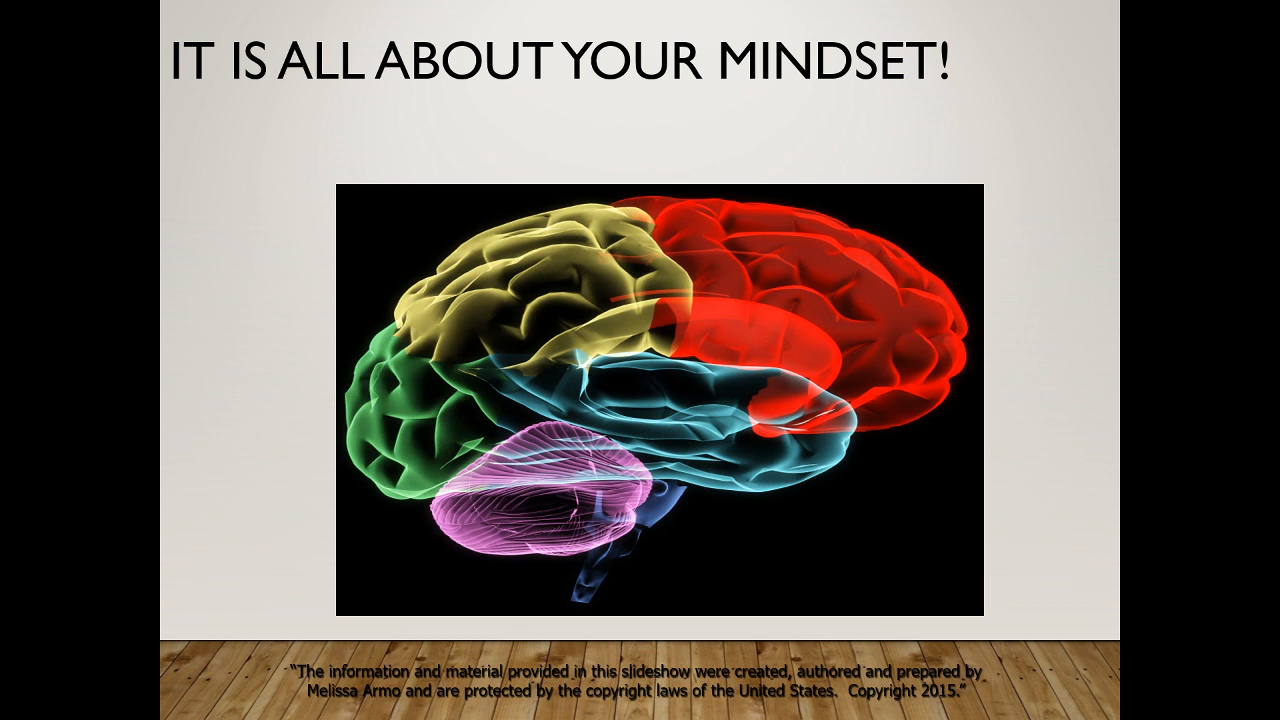 IT IS ALL ABOUT YOUR MINDSET!
“The information and material provided in this slideshow were created, authored and prepared by
Melissa Armo and are protected by the copyright laws of the United States.  Copyright 2015.”